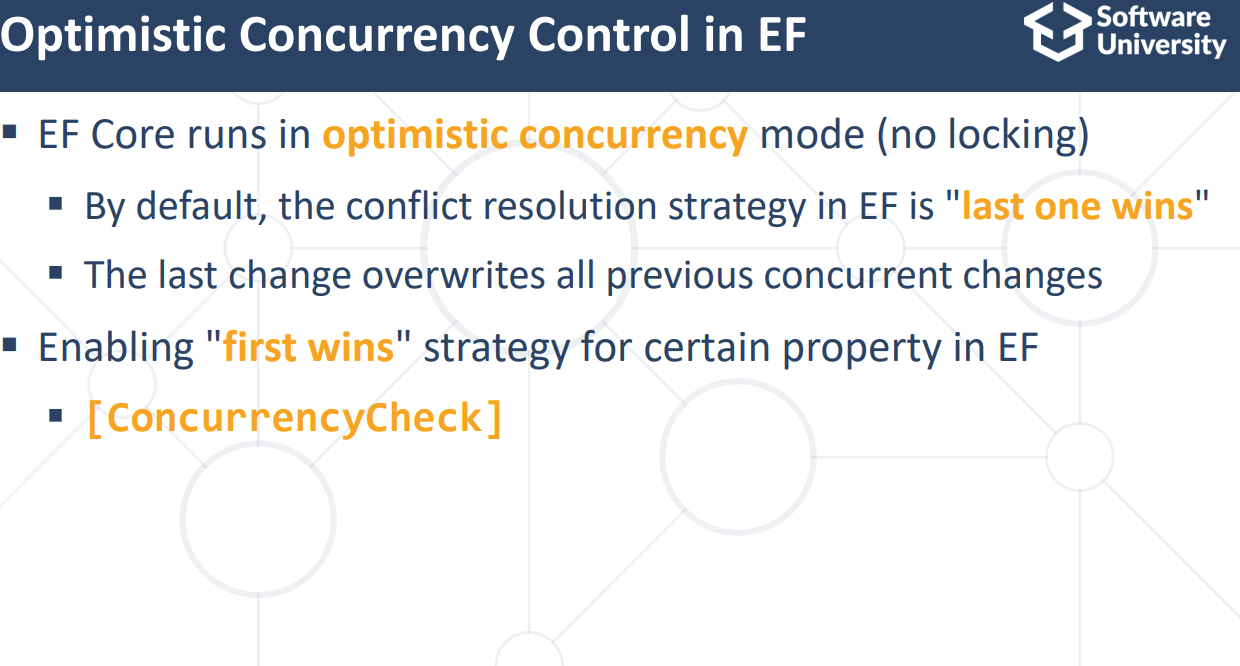 Optimistic Concurrency Control in EF
Software
University
▪ EF Core runs in optimistic concurrency mode (no locking)
▪ By default, the conflict resolution strategy in EF is "last one wins"
▪ The last change overwrites all previous concurrent changes
▪ Enabling "first wins" strategy for certain property in EF
▪ [ConcurrencyCheck]